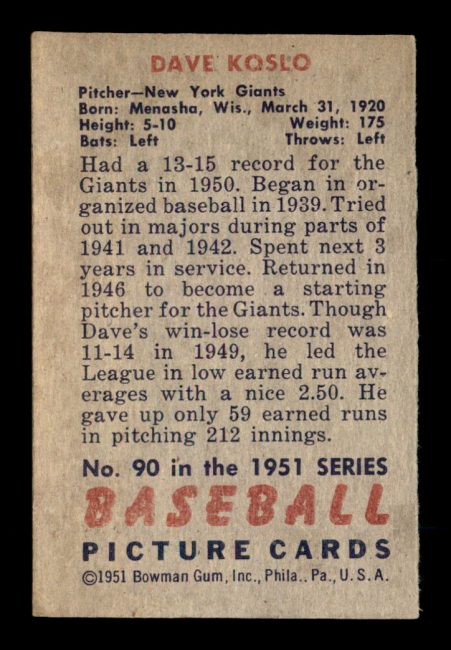 DAVE KOSLO
Pitcher—New York Giants
Born: Menasha, Wis., March 31, 1920
Height: 5-10 Weight: 175
Bats: Left Throws: Left
Had a 13-15 record for the
Giants in 1950. Began in or-
ganized baseball in 1939. Tried
out in majors during parts of
1941 and 1942. Spent next 3
years in service. Returned in
1946 to become a starting
pitcher for the Giants. Though
Dave's win-lose record was
11-14 in 1949, he led the
League in low earned run av-
erages with a nice 2.50. He
gave up only 59 earned runs
in pitching 212 innings.
No. 90 in the 1951 SERIES
BASEBALL
PICTURE CARDS
©1951 Bowman Gum, Inc., Phila., Pa., U.S.A.